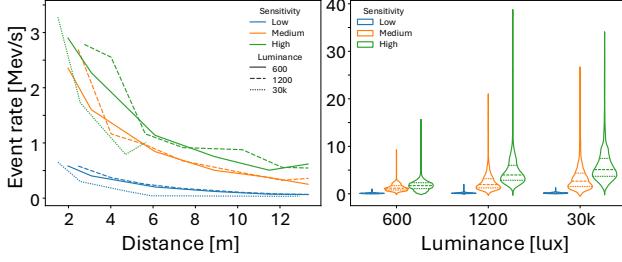 Event rate [Mev/s]
3
2
1
0
Sensitivity
Low
Medium
High
Luminance
600
1200
30k
2
4
6
8
10
12
Distance [m]
40
30
20
10
0
Sensitivity
Low
Medium
High
600
1200
30k
Luminance [lux]